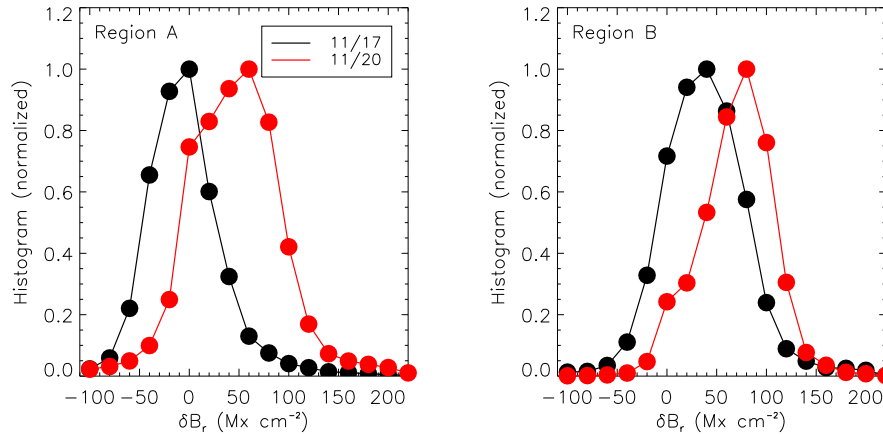 Region A
11/17
11/20
Histogram (normalized)
1.2
1.0
0.8
0.6
0.4
0.2
0.0
−100 −50 0 50 100 150 200
δBᵣ (Mx cm⁻²)
Region B
Histogram (normalized)
1.2
1.0
0.8
0.6
0.4
0.2
0.0
−100 −50 0 50 100 150 200
δBᵣ (Mx cm⁻²)